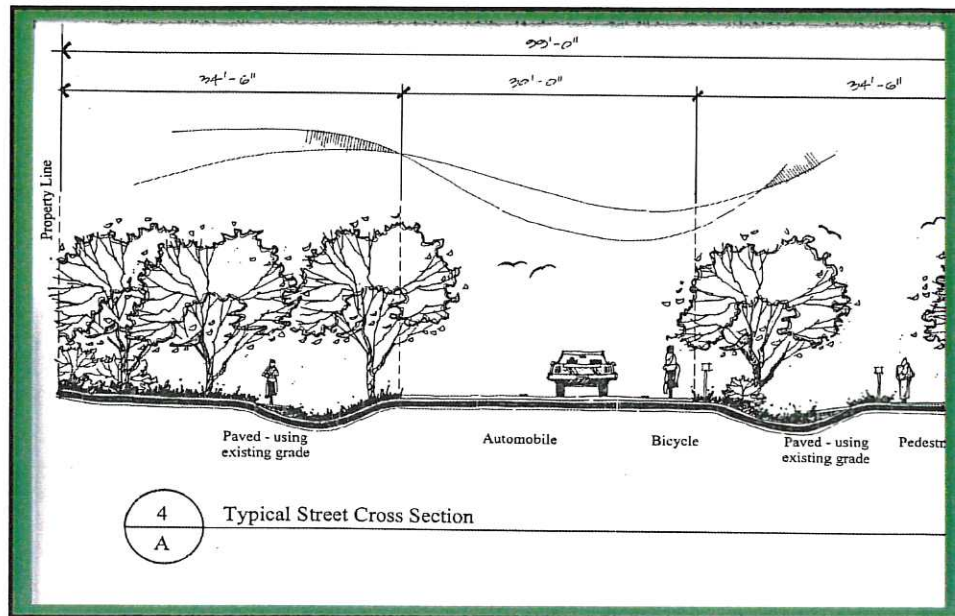 99'-0"
34'-6"
30'-0"
34'-6"
Property Line
Paved - using
existing grade
Automobile
Bicycle
Paved - using
existing grade
Pedestr
4
A
Typical Street Cross Section